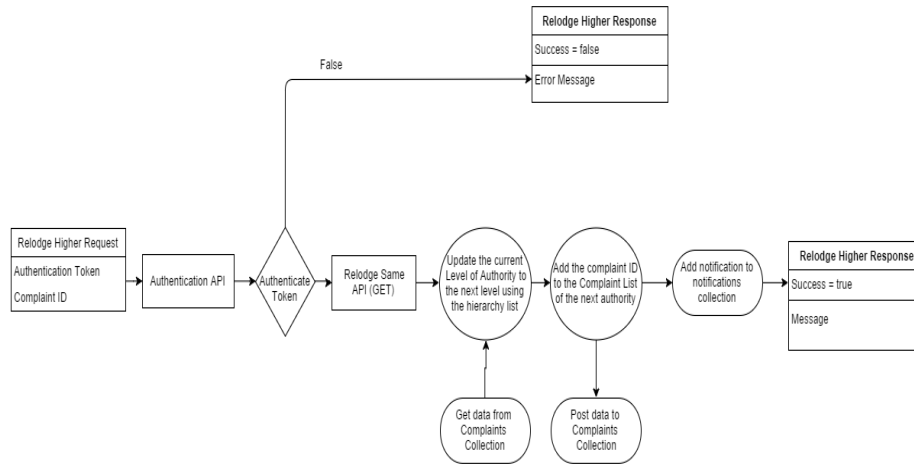 Relodge Higher Response
Success = false
Error Message
False
Relodge Higher Request
Authentication Token
Complaint ID
Authentication API
Authenticate
Token
Relodge Same
API (GET)
Update the current
Level of Authority to
the next level using
the hierarchy list
Add the complaint ID
to the Complaint List
of the next authority
Add notification to
notifications
collection
Relodge Higher Response
Success = true
Message
Get data from
Complaints
Collection
Post data to
Complaints
Collection